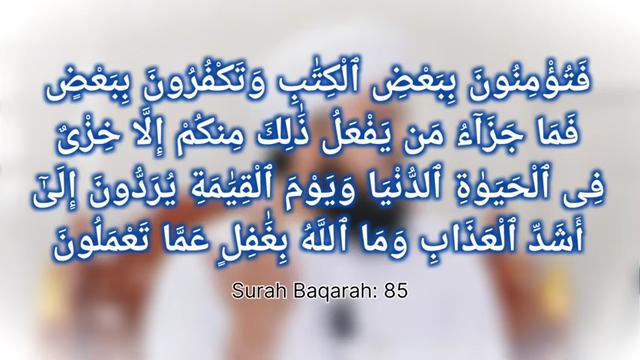 فَتُؤْمِنُونَ بِبَعْضِ ٱلْكِتَٰبِ وَتَكْفُرُونَ بِبَعْضٍ
فَمَا جَزَآءُ مَن يَفْعَلُ ذَٰلِكَ مِنكُمْ إِلَّا خِزْىٌ
فِى ٱلْحَيَوٰةِ ٱلدُّنْيَا وَيَوْمَ ٱلْقِيَٰمَةِ يُرَدُّونَ إِلَىٰٓ
أَشَدِّ ٱلْعَذَابِ وَمَا ٱللَّهُ بِغَٰفِلٍ عَمَّا تَعْمَلُونَ
Surah Baqarah: 85